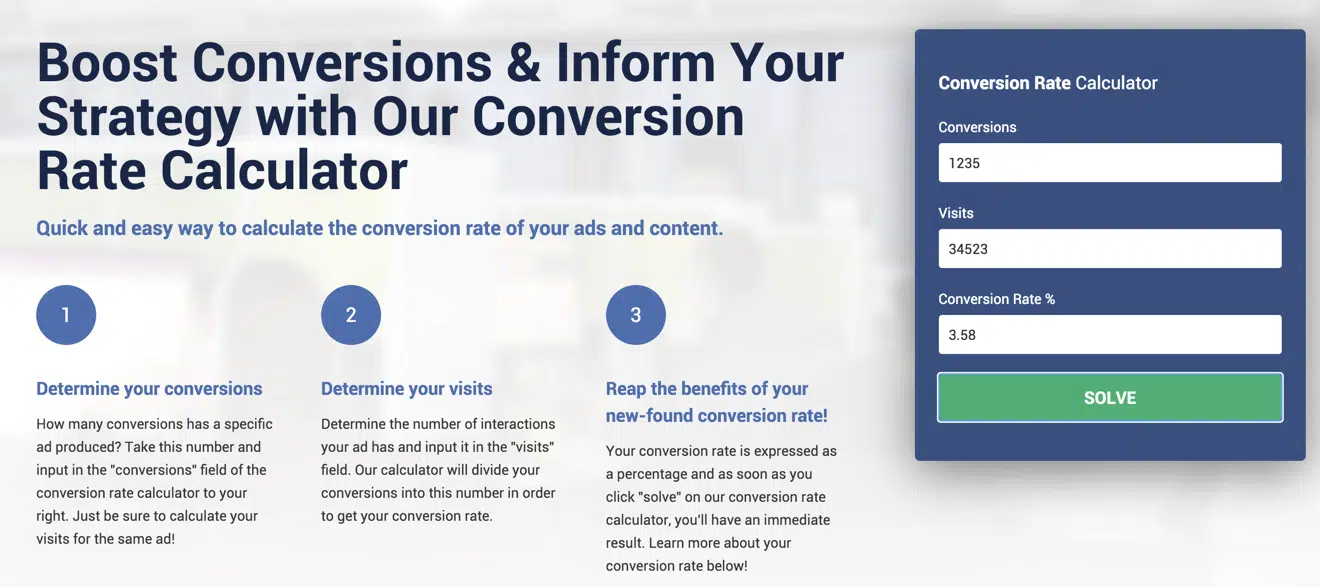 Boost Conversions & Inform Your
Strategy with Our Conversion
Rate Calculator
Quick and easy way to calculate the conversion rate of your ads and content.
1
Determine your conversions
How many conversions has a specific
ad produced? Take this number and
input in the "conversions" field of the
conversion rate calculator to your
right. Just be sure to calculate your
visits for the same ad!
2
Determine your visits
Determine the number of interactions
your ad has and input it in the "visits"
field. Our calculator will divide your
conversions into this number in order
to get your conversion rate.
3
Reap the benefits of your
new-found conversion rate!
Your conversion rate is expressed as
a percentage and as soon as you
click "solve" on our conversion rate
calculator, you'll have an immediate
result. Learn more about your
conversion rate below!
Conversion Rate Calculator
Conversions
1235
Visits
34523
Conversion Rate %
3.58
SOLVE